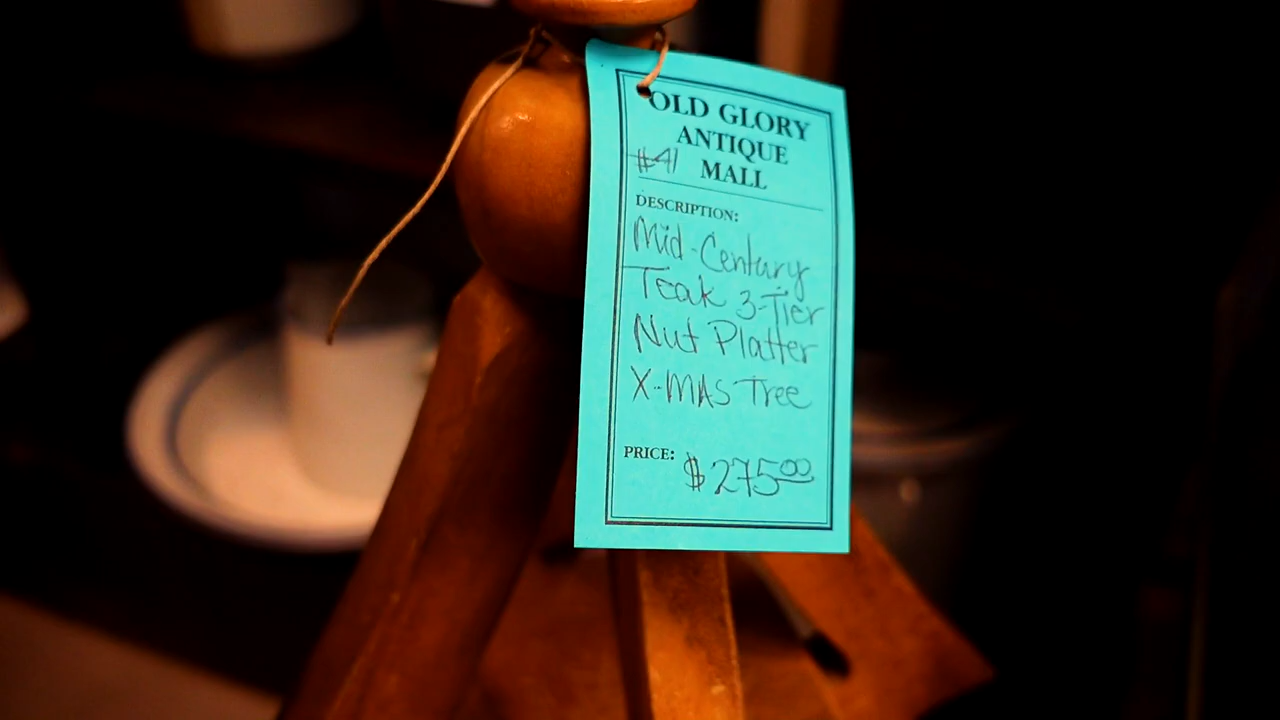 OLD GLORY
ANTIQUE
#41 MALL
DESCRIPTION:
Mid-Century
Teak 3-Tier
Nut Platter
X-MAS Tree
PRICE: $275.00